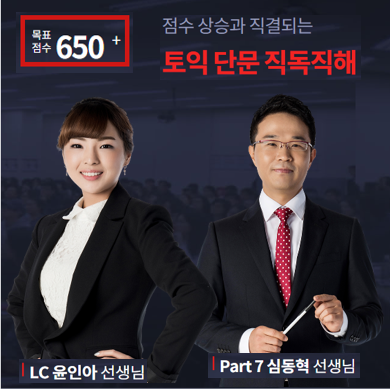 목표
점수 650+
점수 상승과 직결되는
토익 단문 직독직해
LC 윤인아 선생님
Part 7 심동혁 선생님